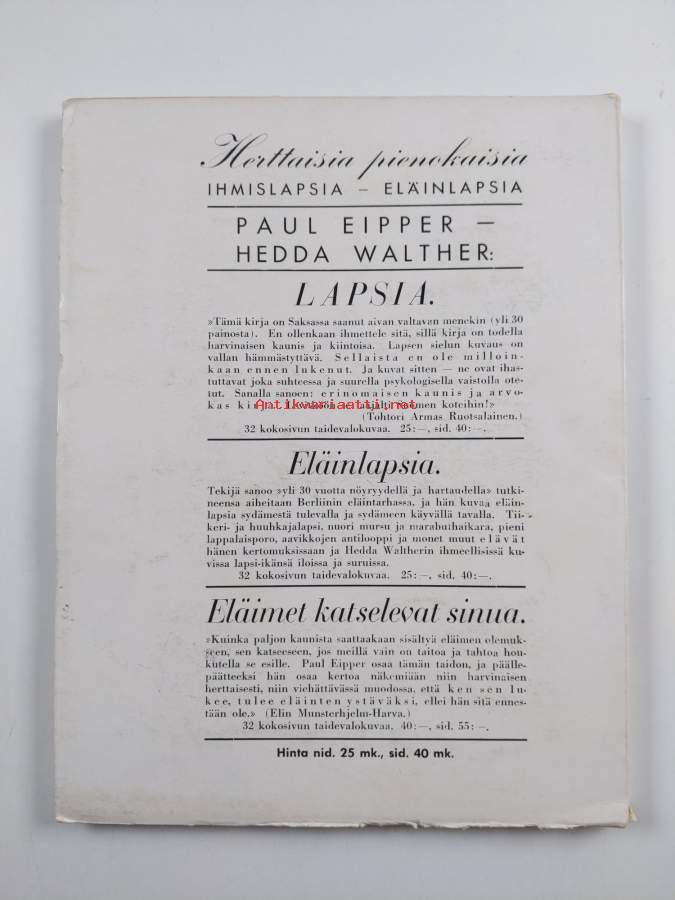 Herttaisia pienokaisia
IHMISLAPSIA – ELÄINLAPSIA
PAUL EIPPER –
HEDDA WALTHER:
LAPSIA.
»Tämä kirja on Saksassa saanut aivan valtavan menekin (yli 30
painosta). En ollenkaan ihmettele sitä, sillä kirja on todella
harvinaisen kaunis ja kiintoisa. Lapsen sielun kuvaus on
vallan hämmästyttävä. Sellaista en ole milloin-
kaan ennen lukenut. Ja kuvat sitten — ne ovat ihas-
tuttavat joka suhteessa ja suurella psykologisella vaistolla ote-
tut. Sanalla sanoen: erinomaisen kaunis ja arvo-
kas koteihin!»
Antikvariaatti.net
(Tohtori Armas Ruotsalainen.)
32 kokosivun taidevalokuvaa. 25:—, sid. 40:—.
Eläinlapsia.
Tekijä sanoo »yli 30 vuotta nöyryydellä ja hartaudella» tutki-
neensa aiheitaan Berliinin eläintarhassa, ja hän kuvaa eläin-
lapsia sydämestä tulevalla ja sydämeen käyvällä tavalla. Tii-
keri- ja huuhkajalapsi, nuori mursu ja marabuthaikara, pieni
lappalaisporo, aavikkojen antilooppi ja monet muut elävät
hänen kertomuksissaan ja Hedda Waltherin ihmeellisissä ku-
vissa lapsi-ikänsä iloissa ja suruissa.
32 kokosivun taidevalokuvaa. 25:—, sid. 40:—.
Eläimet katselevat sinua.
»Kuinka paljon kaunista saattaakaan sisältyä eläimen olemuk-
seen, sen katseeseen, jos meillä vain on taitoa ja tahtoa hou-
kutella se esille. Paul Eipper osaa tämän taidon, ja päälle-
päätteeksi hän osaa kertoa näkemiään niin harvinaisen
herttaisesti, niin viehättävässä muodossa, että ken sen lu-
kee, tulee eläinten ystäväksi, ellei hän sitä ennes-
tään ole.» (Elin Munsterhjelm-Harva.)
32 kokosivun taidevalokuvaa. 40:—, sid. 55:—.
Hinta nid. 25 mk., sid. 40 mk.